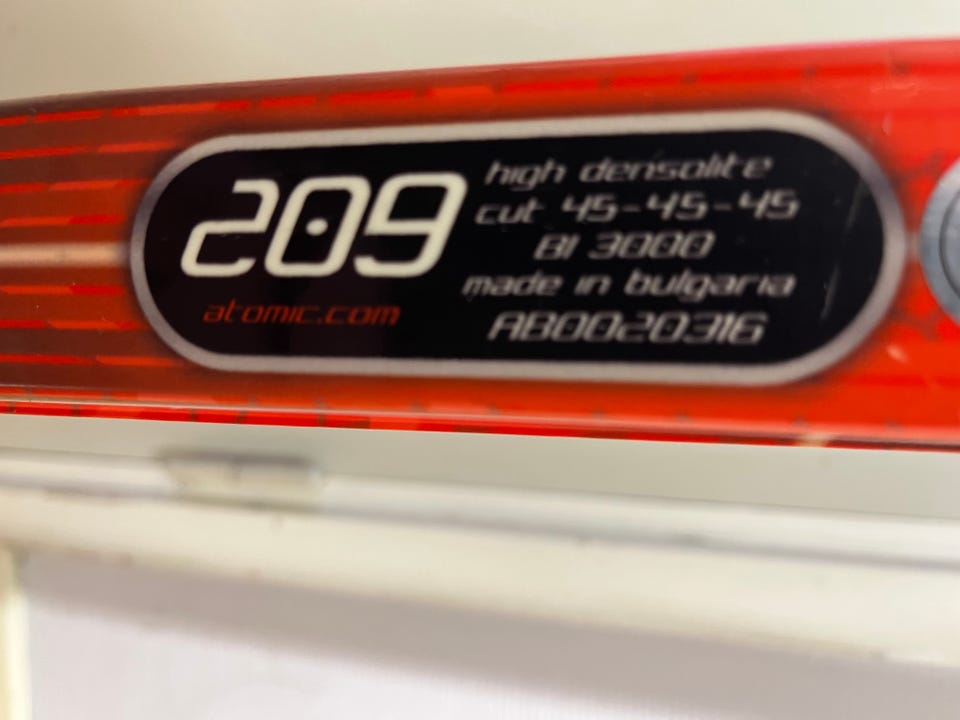 209
atomic.com
high densolite
cut 45-45-45
BI 3000
made in bulgaria
AB0020316